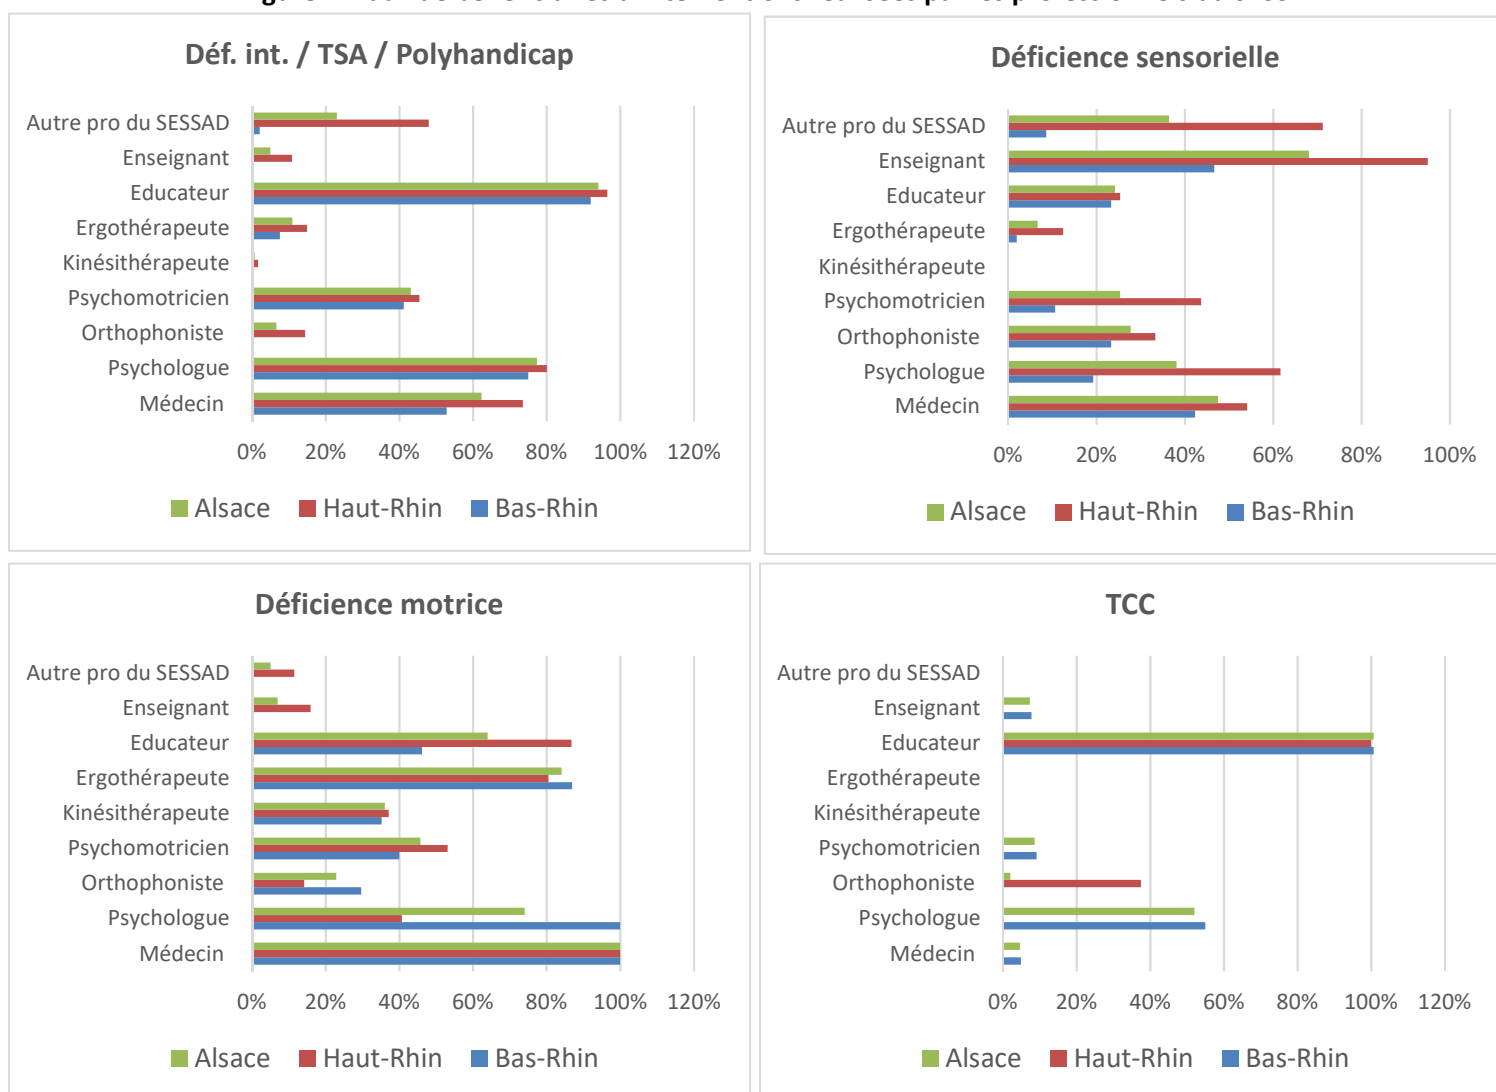 Déf. int. / TSA / Polyhandicap
Autre pro du SESSAD
Enseignant
Educateur
Ergothérapeute
Kinésithérapeute
Psychomotricien
Orthophoniste
Psychologue
Médecin
0% 20% 40% 60% 80% 100% 120%
Alsace Haut-Rhin Bas-Rhin
Déficience sensorielle
Autre pro du SESSAD
Enseignant
Educateur
Ergothérapeute
Kinésithérapeute
Psychomotricien
Orthophoniste
Psychologue
Médecin
0% 20% 40% 60% 80% 100%
Alsace Haut-Rhin Bas-Rhin
Déficience motrice
Autre pro du SESSAD
Enseignant
Educateur
Ergothérapeute
Kinésithérapeute
Psychomotricien
Orthophoniste
Psychologue
Médecin
0% 20% 40% 60% 80% 100% 120%
Alsace Haut-Rhin Bas-Rhin
TCC
Autre pro du SESSAD
Enseignant
Educateur
Ergothérapeute
Kinésithérapeute
Psychomotricien
Orthophoniste
Psychologue
Médecin
0% 20% 40% 60% 80% 100% 120%
Alsace Haut-Rhin Bas-Rhin